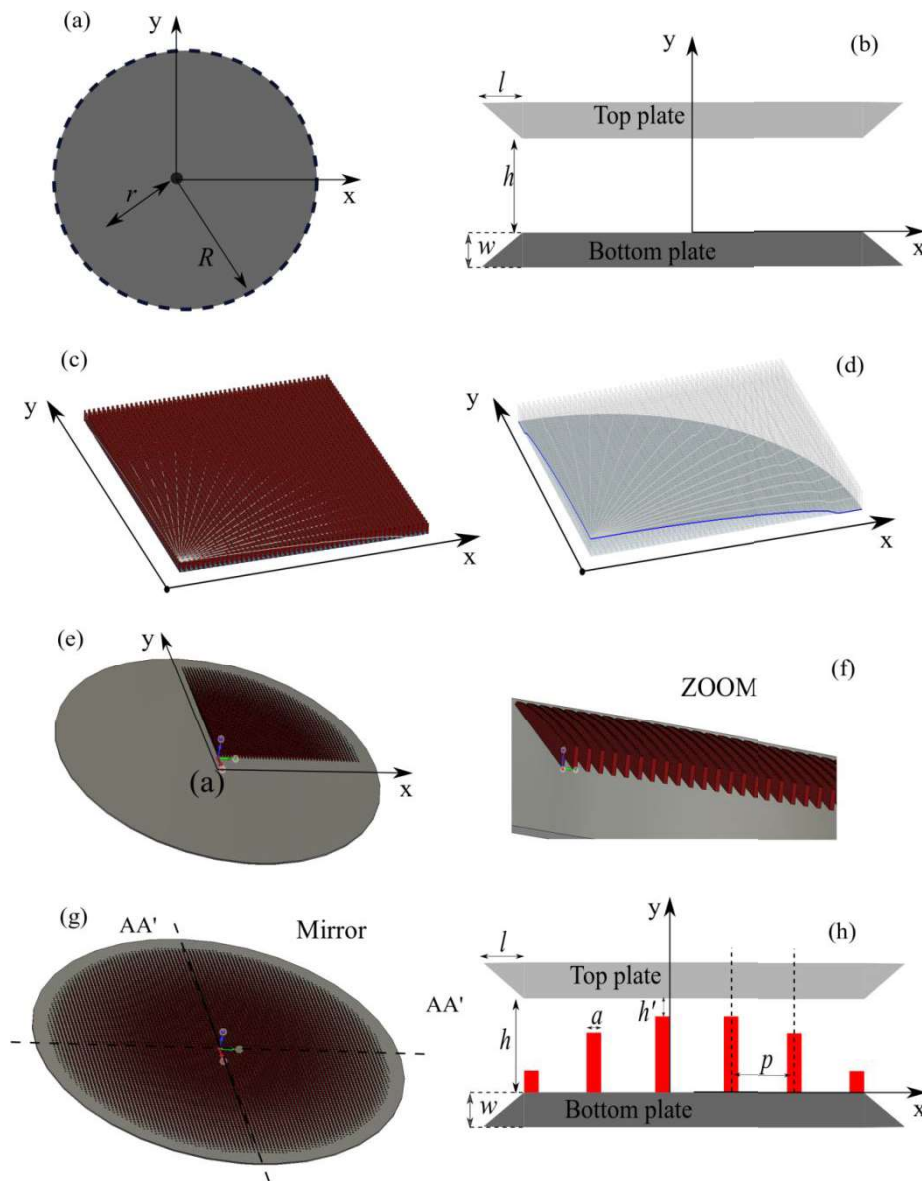 (a)
y
x
r
R
(b)
y
l
Top plate
h
w
Bottom plate
x
(c)
y
x
(d)
y
x
(e)
y
(a)
x
(f)
ZOOM
(g)
AA'
Mirror
AA'
(h)
y
l
Top plate
h'
a
h
p
w
Bottom plate
x